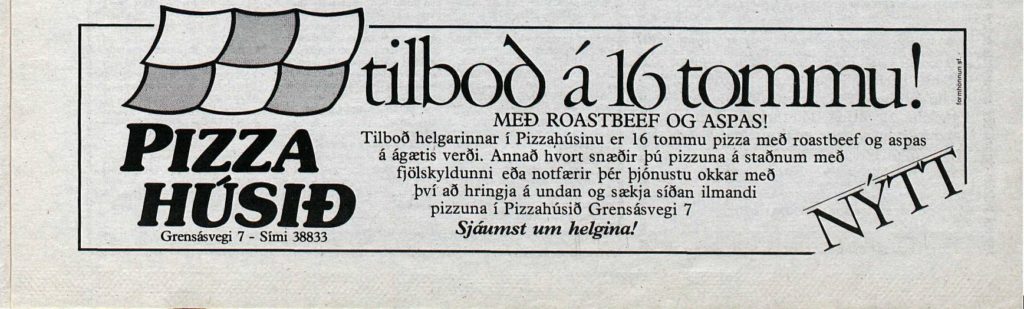 tilboð á 16 tommu!
MEÐ ROASTBEEF OG ASPAS!
Tilboð helgarinnar í Pizzahúsinu er 16 tommu pizza með roastbeef og aspas
á ágætis verði. Annað hvort snæðir þú pizzuna á staðnum með
fjölskyldunni eða notfærir þér þjónustu okkar með
því að hringja á undan og sækja síðan ilmandi
pizzuna í Pizzahúsið Grensásvegi 7
Sjáumst um helgina!
PIZZA
HÚSIÐ
Grensásvegi 7 - Sími 38833
NÝTT
formhönnun sf.